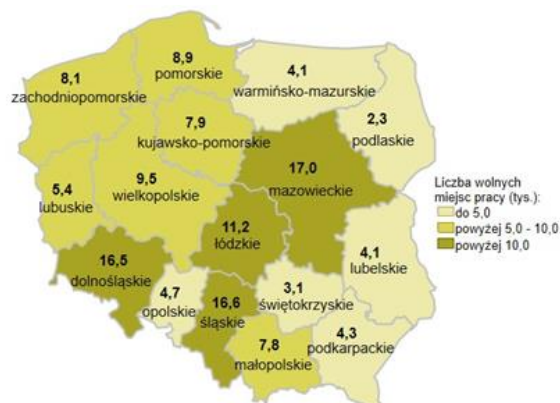 8,9
pomorskie
8,1
zachodniopomorskie
4,1
warmińsko-mazurskie
7,9
kujawsko-pomorskie
2,3
podlaskie
17,0
mazowieckie
5,4
lubuskie
9,5
wielkopolskie
Liczba wolnych
miejsc pracy (tys.):
do 5,0
powyżej 5,0 - 10,0
powyżej 10,0
11,2
łódzkie
16,5
dolnośląskie
4,1
lubelskie
4,7
opolskie
16,6
śląskie
3,1
świętokrzyskie
7,8
małopolskie
4,3
podkarpackie